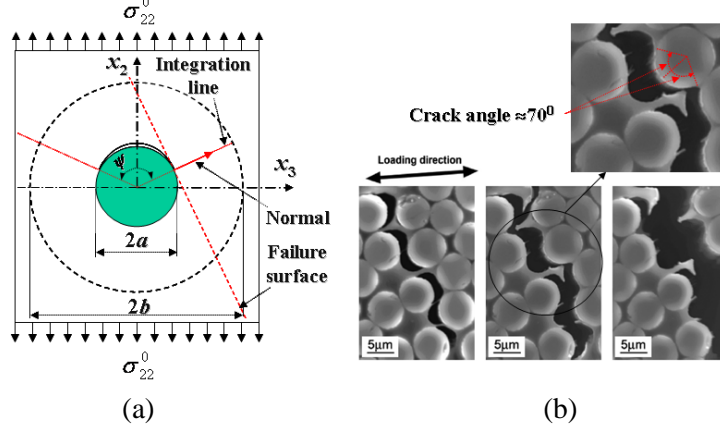 σ⁰₂₂
x₂
Integration
line
ψ
x₃
Normal
2a
Failure
surface
2b
σ⁰₂₂
(a)
Crack angle ≈70⁰
Loading direction
5μm
5μm
5μm
(b)